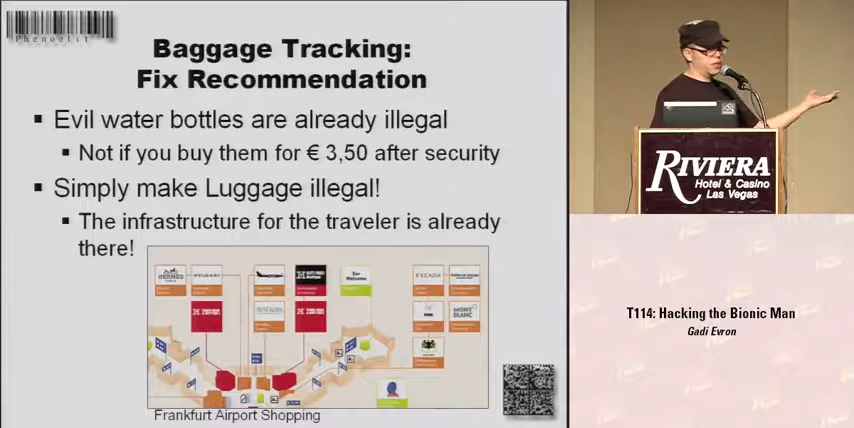 Phenoelit
Baggage Tracking:
Fix Recommendation
Evil water bottles are already illegal
Not if you buy them for € 3,50 after security
Simply make Luggage illegal!
The infrastructure for the traveler is already
there!
HERMES
BVLGARI
ESCADA
MONT
BLANC
Frankfurt Airport Shopping
RIVIERA
Hotel & Casino
Las Vegas
T114: Hacking the Bionic Man
Gadi Evron